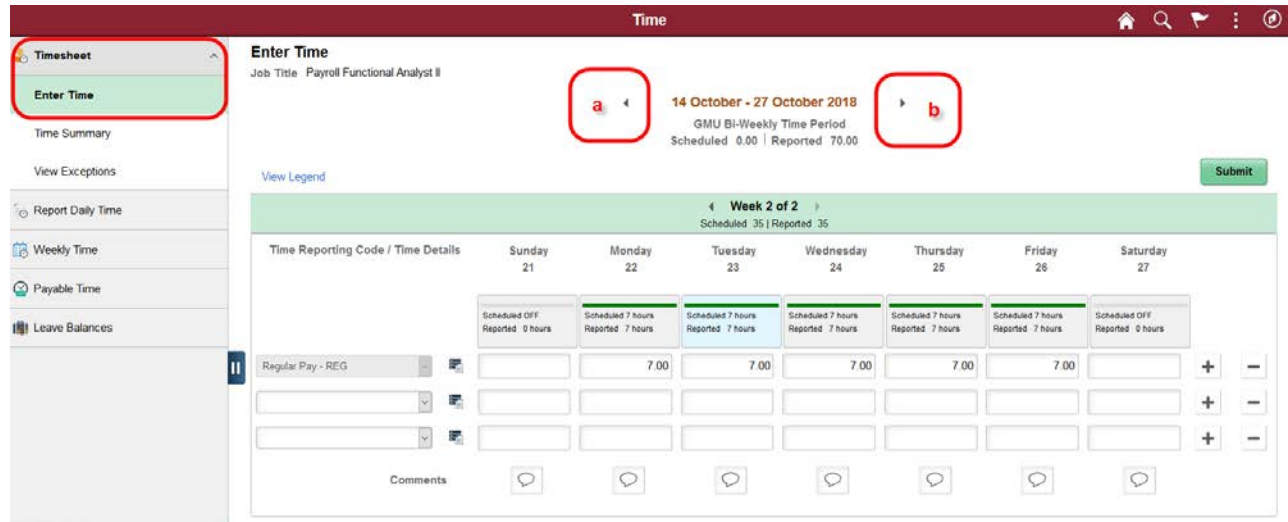 Time
Timesheet
Enter Time
Time Summary
View Exceptions
Report Daily Time
Weekly Time
Payable Time
Leave Balances
Enter Time
Job Title Payroll Functional Analyst II
a
14 October - 27 October 2018
b
GMU Bi-Weekly Time Period
Scheduled 0.00 | Reported 70.00
View Legend
Submit
Week 2 of 2
Scheduled 35 | Reported 35
Time Reporting Code / Time Details Sunday Monday Tuesday Wednesday Thursday Friday Saturday
21 22 23 24 25 26 27
Scheduled OFF Scheduled 7 hours Scheduled 7 hours Scheduled 7 hours Scheduled 7 hours Scheduled 7 hours Scheduled OFF
Reported 0 hours Reported 7 hours Reported 7 hours Reported 7 hours Reported 7 hours Reported 7 hours Reported 0 hours
Regular Pay - REG 7.00 7.00 7.00 7.00 7.00
Comments